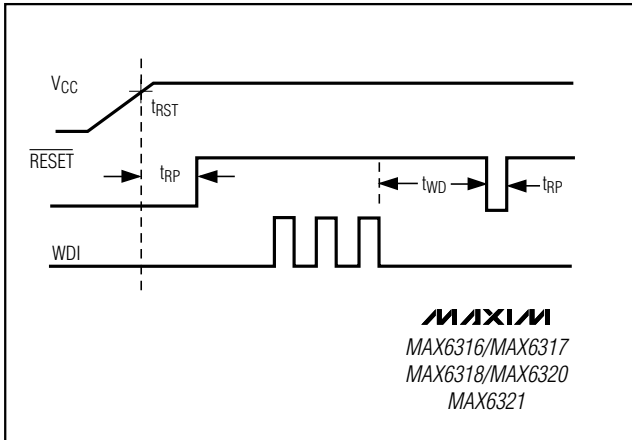 VCC
tRST
RESET
tRP
tWD
tRP
WDI
MAXIM
MAX6316/MAX6317
MAX6318/MAX6320
MAX6321